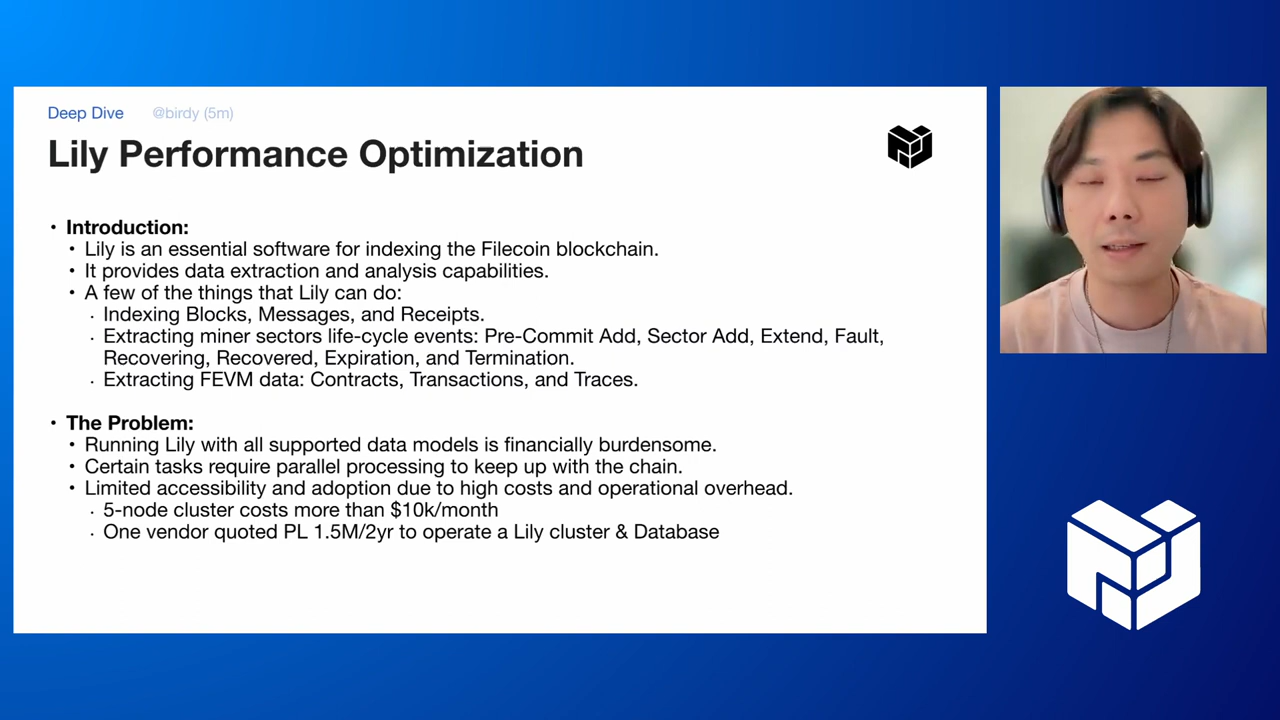 Deep Dive @birdy (5m)
Lily Performance Optimization
• Introduction:
• Lily is an essential software for indexing the Filecoin blockchain.
• It provides data extraction and analysis capabilities.
• A few of the things that Lily can do:
· Indexing Blocks, Messages, and Receipts.
· Extracting miner sectors life-cycle events: Pre-Commit Add, Sector Add, Extend, Fault,
Recovering, Recovered, Expiration, and Termination.
· Extracting FEVM data: Contracts, Transactions, and Traces.
• The Problem:
• Running Lily with all supported data models is financially burdensome.
• Certain tasks require parallel processing to keep up with the chain.
• Limited accessibility and adoption due to high costs and operational overhead.
· 5-node cluster costs more than $10k/month
· One vendor quoted PL 1.5M/2yr to operate a Lily cluster & Database